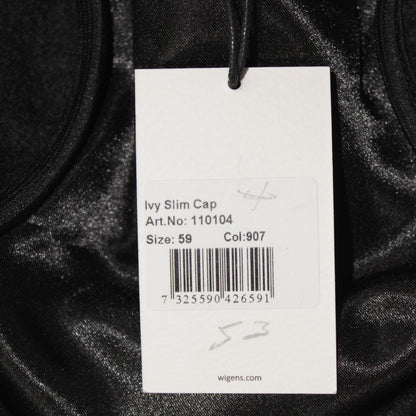 Ivy Slim Cap
Art.No: 110104
Size: 59 Col:907
7 325590 426591
53
wigens.com